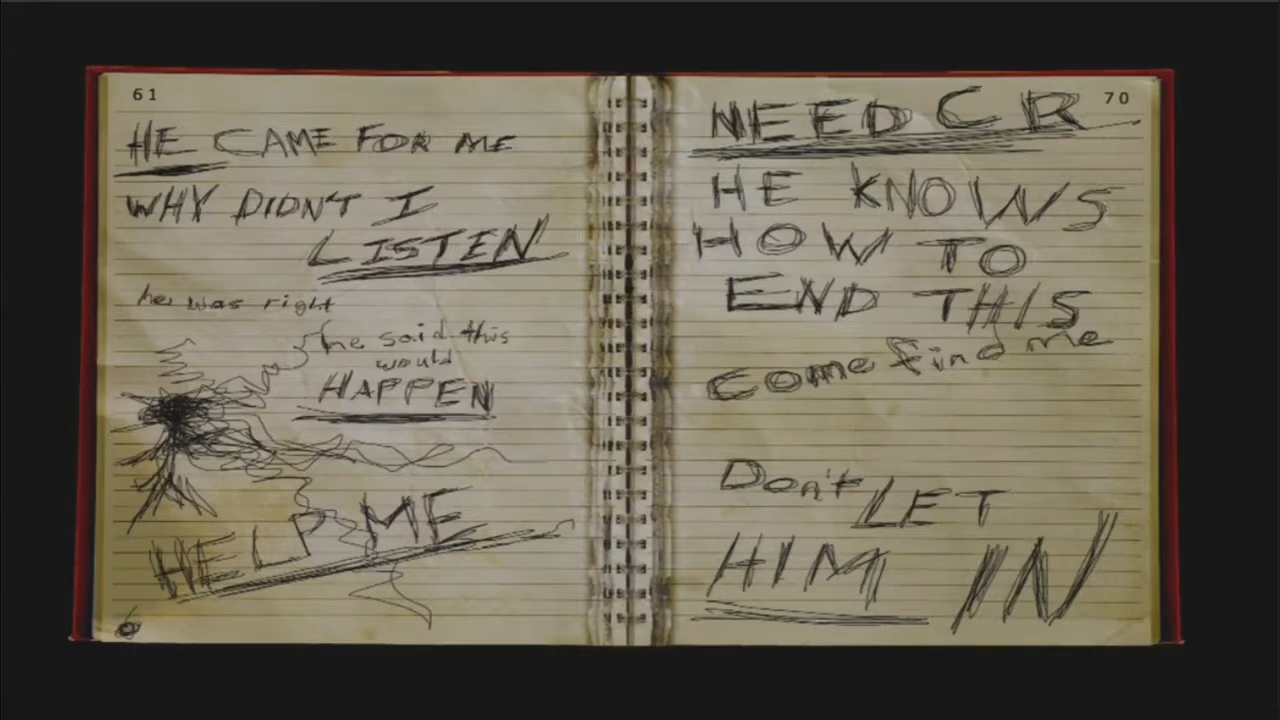 61
HE CAME FOR ME
WHY DIDN'T I
LISTEN
he was right
he said this
would
HAPPEN
HELP ME
70
NEED CR
HE KNOWS
HOW TO
END THIS
come find me
Don't LET
HIM IN